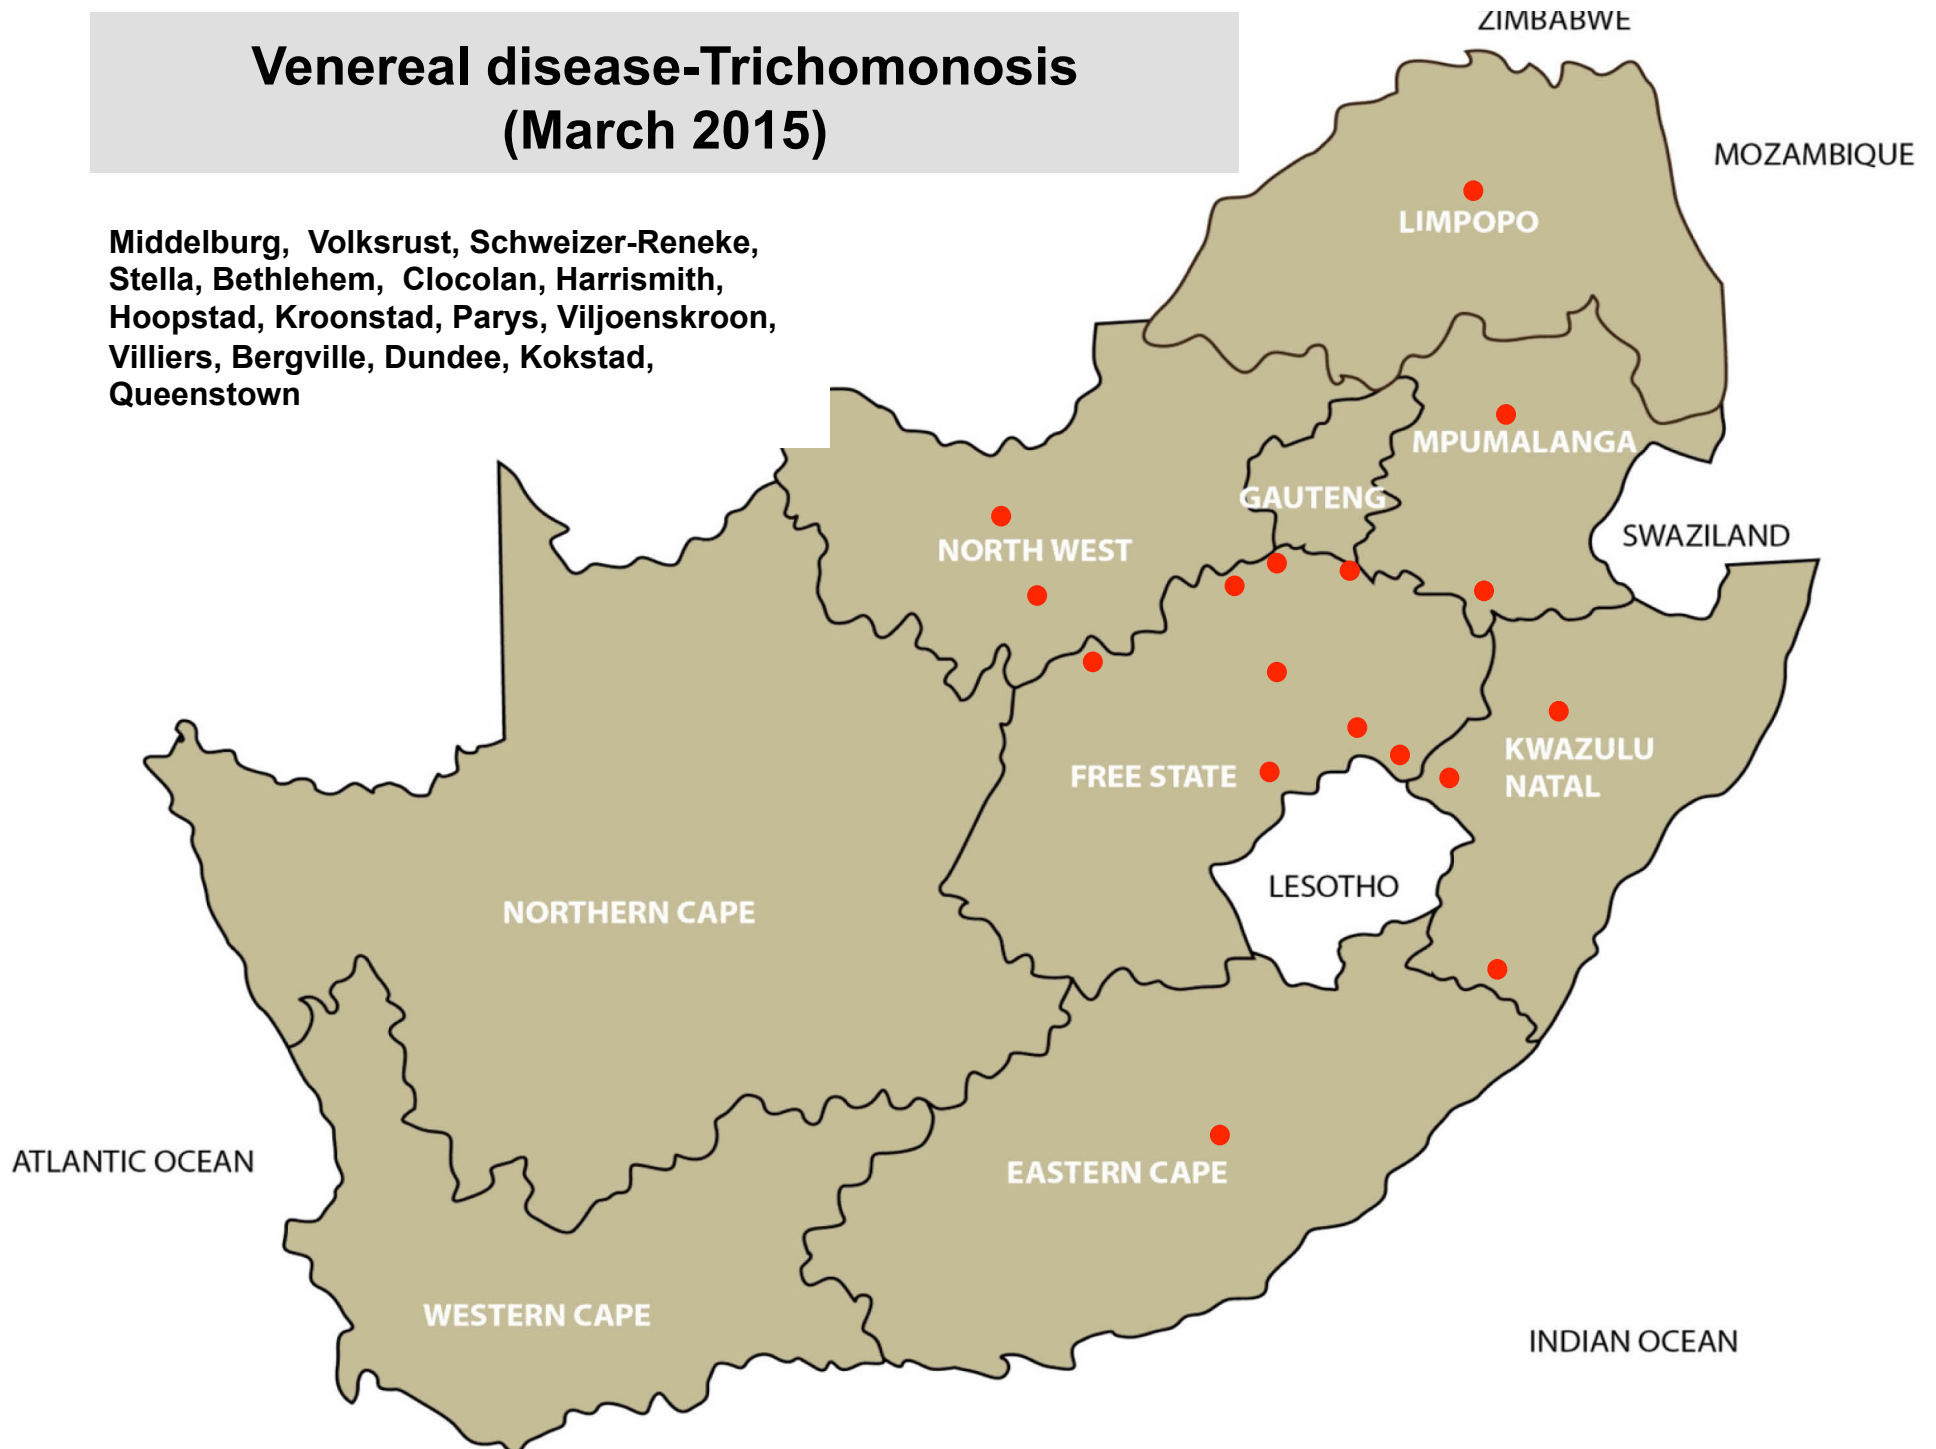 Venereal disease-Trichomonosis
(March 2015)
Middelburg, Volksrust, Schweizer-Reneke,
Stella, Bethlehem, Clocolan, Harrismith,
Hoopstad, Kroonstad, Parys, Viljoenskroon,
Villiers, Bergville, Dundee, Kokstad,
Queenstown
ZIMBABWE
MOZAMBIQUE
LIMPOPO
MPUMALANGA
GAUTENG
SWAZILAND
NORTH WEST
KWAZULU
NATAL
FREE STATE
LESOTHO
NORTHERN CAPE
ATLANTIC OCEAN
EASTERN CAPE
WESTERN CAPE
INDIAN OCEAN